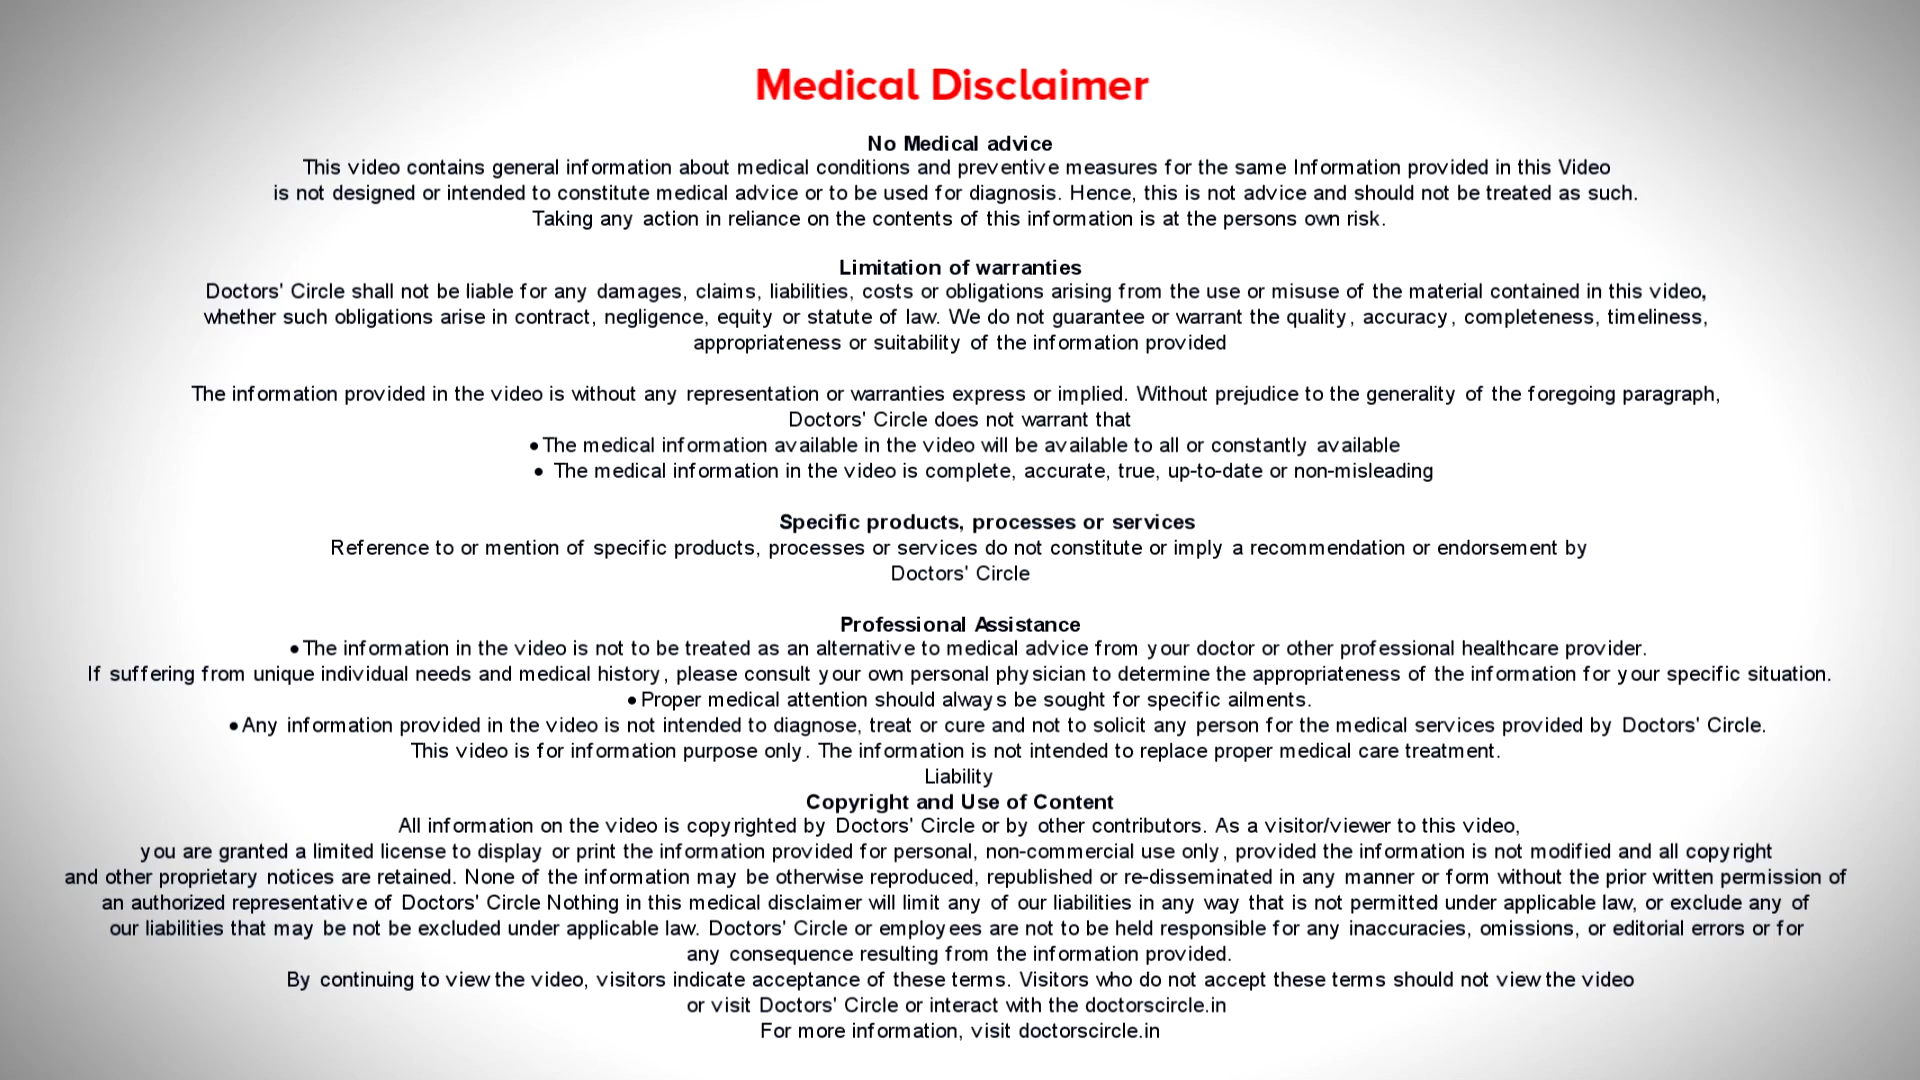 Medical Disclaimer
No Medical advice
This video contains general information about medical conditions and preventive measures for the same Information provided in this Video
is not designed or intended to constitute medical advice or to be used for diagnosis. Hence, this is not advice and should not be treated as such.
Taking any action in reliance on the contents of this information is at the persons own risk.
Limitation of warranties
Doctors' Circle shall not be liable for any damages, claims, liabilities, costs or obligations arising from the use or misuse of the material contained in this video,
whether such obligations arise in contract, negligence, equity or statute of law. We do not guarantee or warrant the quality, accuracy, completeness, timeliness,
appropriateness or suitability of the information provided
The information provided in the video is without any representation or warranties express or implied. Without prejudice to the generality of the foregoing paragraph,
Doctors' Circle does not warrant that
• The medical information available in the video will be available to all or constantly available
• The medical information in the video is complete, accurate, true, up-to-date or non-misleading
Specific products, processes or services
Reference to or mention of specific products, processes or services do not constitute or imply a recommendation or endorsement by
Doctors' Circle
Professional Assistance
• The information in the video is not to be treated as an alternative to medical advice from your doctor or other professional healthcare provider.
If suffering from unique individual needs and medical history, please consult your own personal physician to determine the appropriateness of the information for your specific situation.
• Proper medical attention should always be sought for specific ailments.
• Any information provided in the video is not intended to diagnose, treat or cure and not to solicit any person for the medical services provided by Doctors' Circle.
This video is for information purpose only. The information is not intended to replace proper medical care treatment.
Liability
Copyright and Use of Content
All information on the video is copyrighted by Doctors' Circle or by other contributors. As a visitor/viewer to this video,
you are granted a limited license to display or print the information provided for personal, non-commercial use only, provided the information is not modified and all copyright
and other proprietary notices are retained. None of the information may be otherwise reproduced, republished or re-disseminated in any manner or form without the prior written permission of
an authorized representative of Doctors' Circle Nothing in this medical disclaimer will limit any of our liabilities in any way that is not permitted under applicable law, or exclude any of
our liabilities that may be not be excluded under applicable law. Doctors' Circle or employees are not to be held responsible for any inaccuracies, omissions, or editorial errors or for
any consequence resulting from the information provided.
By continuing to view the video, visitors indicate acceptance of these terms. Visitors who do not accept these terms should not view the video
or visit Doctors' Circle or interact with the doctorscircle.in
For more information, visit doctorscircle.in